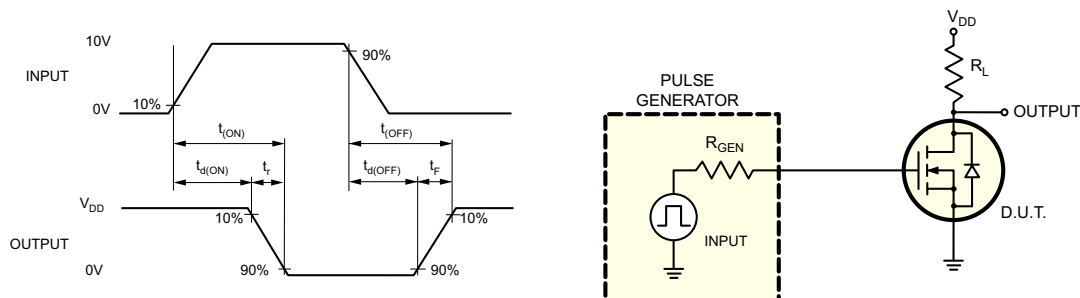 10V
90%
INPUT
10%
0V
t(ON)
t(OFF)
td(ON)
tr
td(OFF)
tF
VDD
10%
10%
OUTPUT
0V
90%
90%
VDD
RL
PULSE
GENERATOR
OUTPUT
RGEN
D.U.T.
INPUT